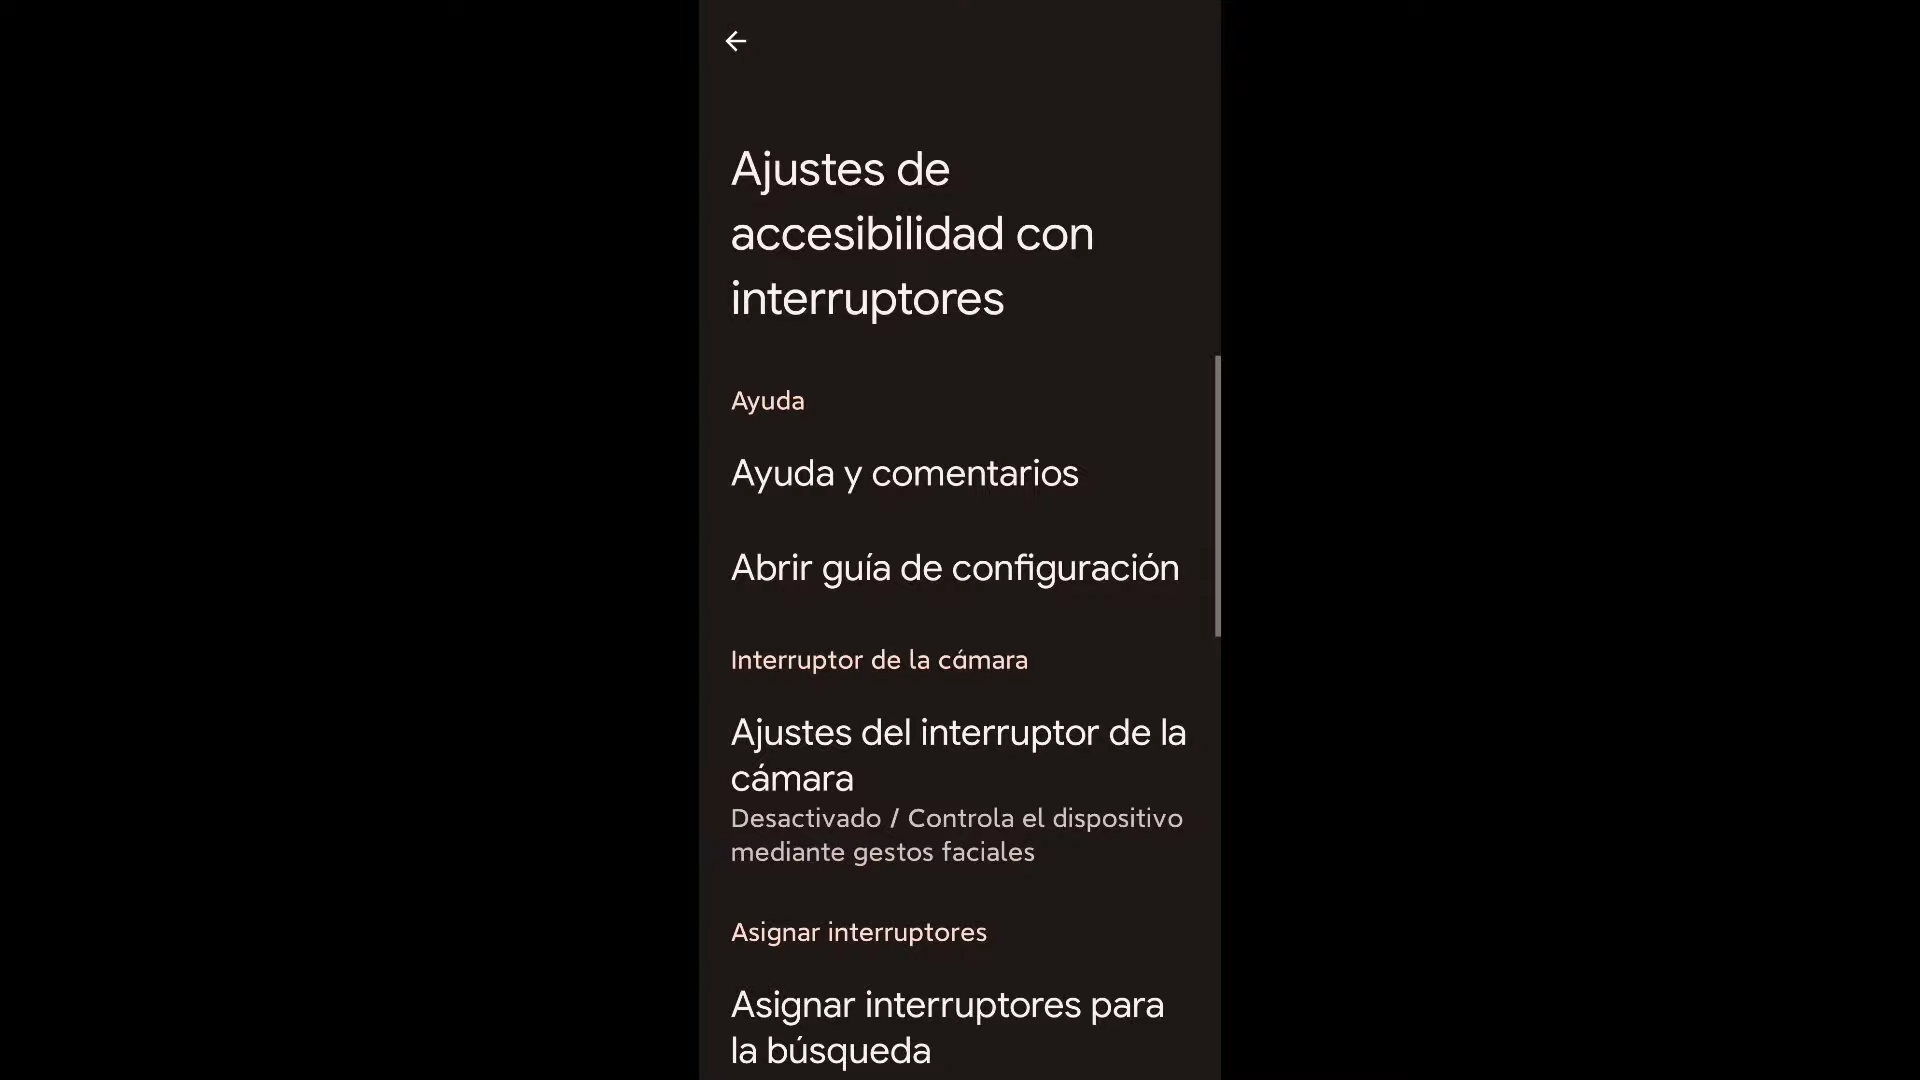 Ajustes de
accesibilidad con
interruptores
Ayuda
Ayuda y comentarios
Abrir guía de configuración
Interruptor de la cámara
Ajustes del interruptor de la
cámara
Desactivado / Controla el dispositivo
mediante gestos faciales
Asignar interruptores
Asignar interruptores para
la búsqueda